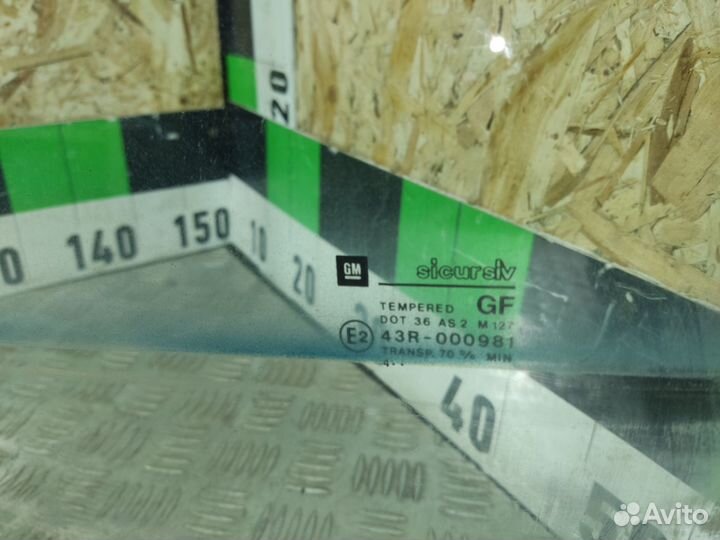 20
140
150
10
20
GM
sicursiv
TEMPERED GF
DOT 36 AS2 M127
E2 43R-000981
TRANSP. 70 % MIN
40
Avito